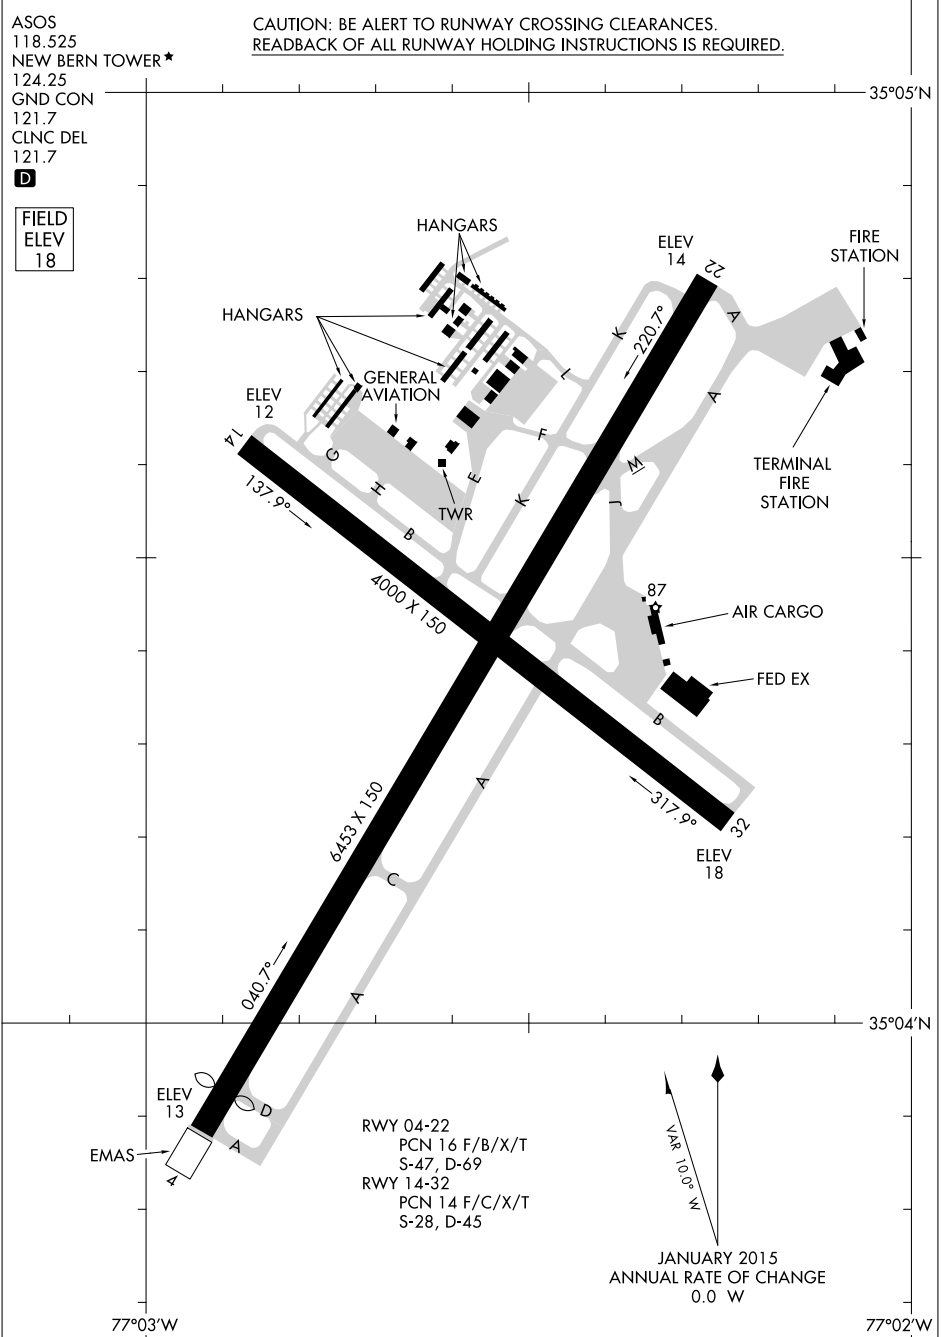 ASOS
118.525
NEW BERN TOWER★
124.25
GND CON
121.7
CLNC DEL
121.7
D
FIELD
ELEV
18
CAUTION: BE ALERT TO RUNWAY CROSSING CLEARANCES.
READBACK OF ALL RUNWAY HOLDING INSTRUCTIONS IS REQUIRED.
35°05'N
HANGARS
ELEV
14
22
FIRE
STATION
HANGARS
A
K
220.7°
GENERAL
AVIATION
L
A
ELEV
12
14
F
G
M
TERMINAL
FIRE
STATION
E
H
137.9°
K
J
TWR
B
A
4000 X 150
87
AIR CARGO
FED EX
B
A
6453 X 150
317.9°
32
ELEV
18
C
040.7°
A
35°04'N
ELEV
13
D
EMAS
A
4
RWY 04-22
PCN 16 F/B/X/T
S-47, D-69
RWY 14-32
PCN 14 F/C/X/T
S-28, D-45
VAR 10.0° W
JANUARY 2015
ANNUAL RATE OF CHANGE
0.0 W
77°03'W
77°02'W